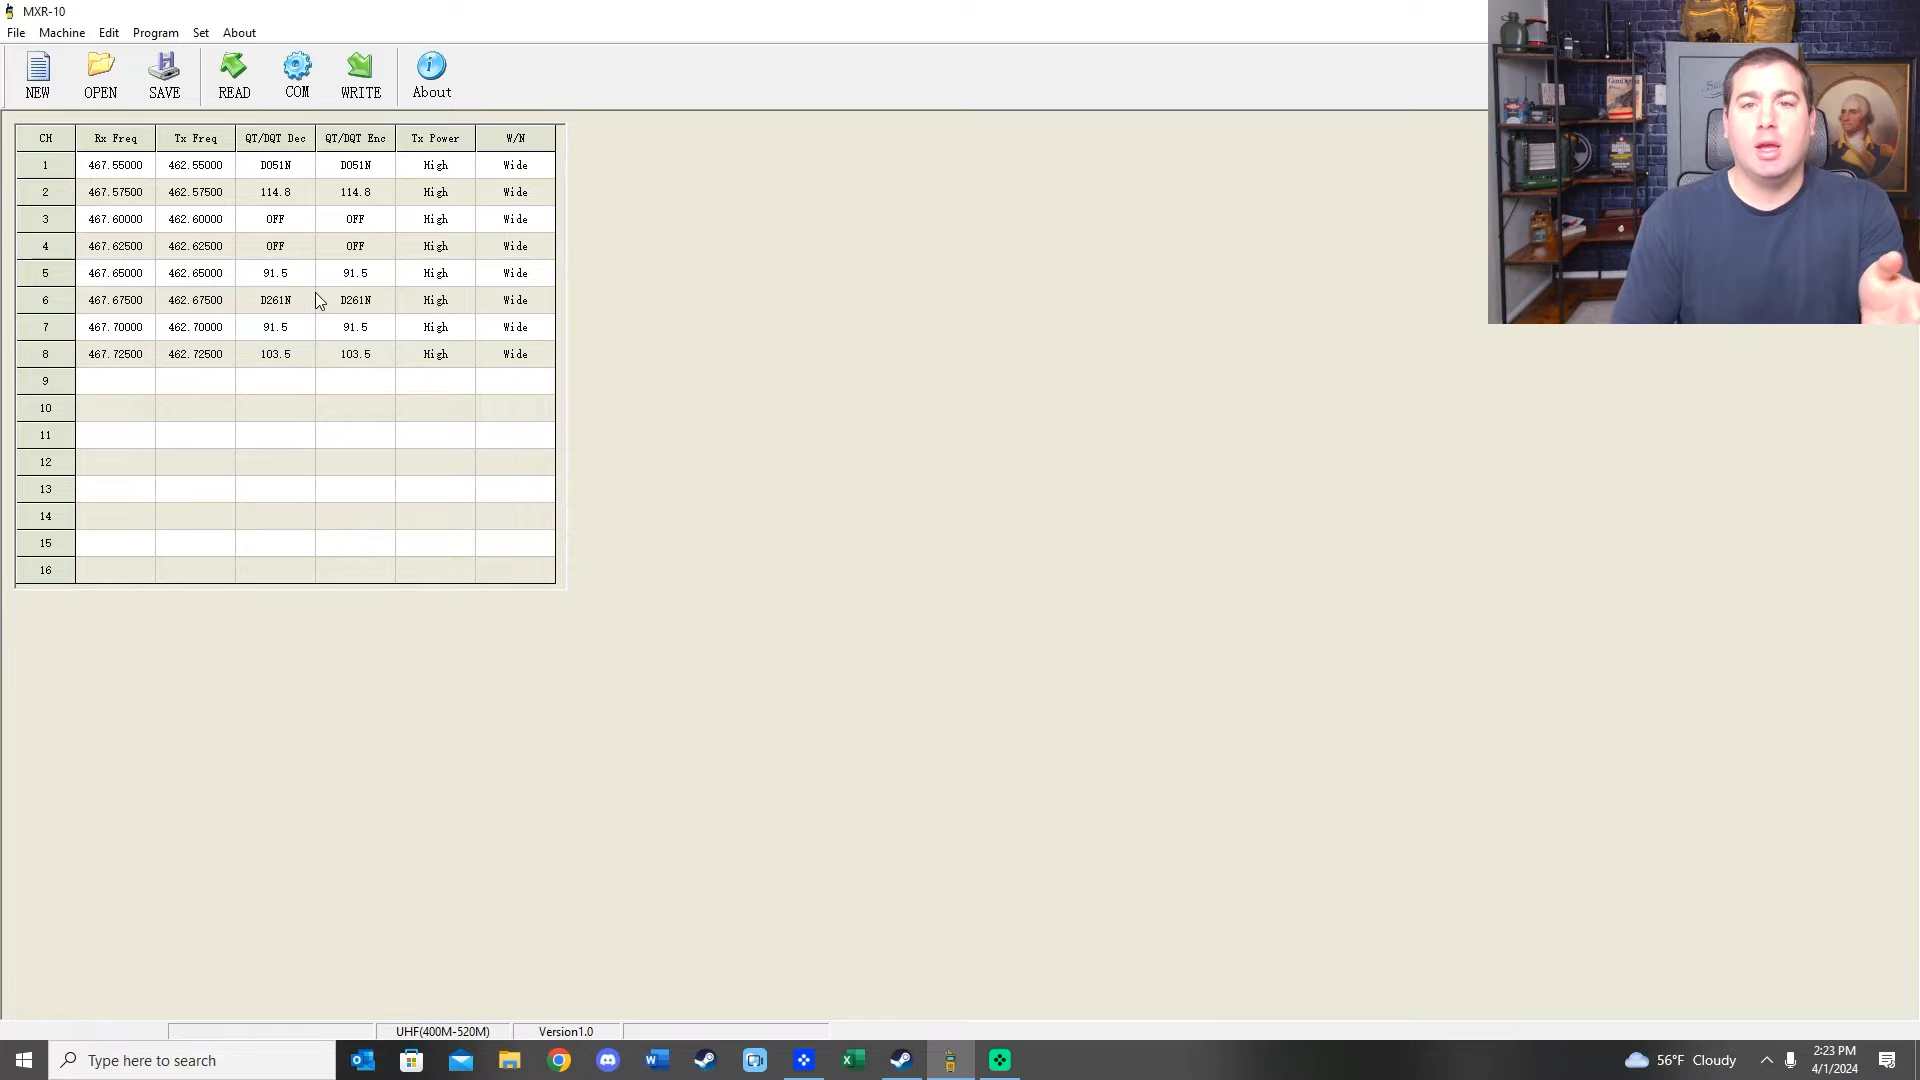 MXR-10
File Machine Edit Program Set About
NEW OPEN SAVE READ COM WRITE About
CH Rx Freq Tx Freq QT/DQT Dec QT/DQT Enc Tx Power W/N
1 467.55000 462.55000 D051N D051N High Wide
2 467.57500 462.57500 114.8 114.8 High Wide
3 467.60000 462.60000 OFF OFF High Wide
4 467.62500 462.62500 OFF OFF High Wide
5 467.65000 462.65000 91.5 91.5 High Wide
6 467.67500 462.67500 D261N D261N High Wide
7 467.70000 462.70000 91.5 91.5 High Wide
8 467.72500 462.72500 103.5 103.5 High Wide
9
10
11
12
13
14
15
16
UHF(400M-520M) Version1.0
Type here to search
56°F Cloudy
2:23 PM
4/1/2024